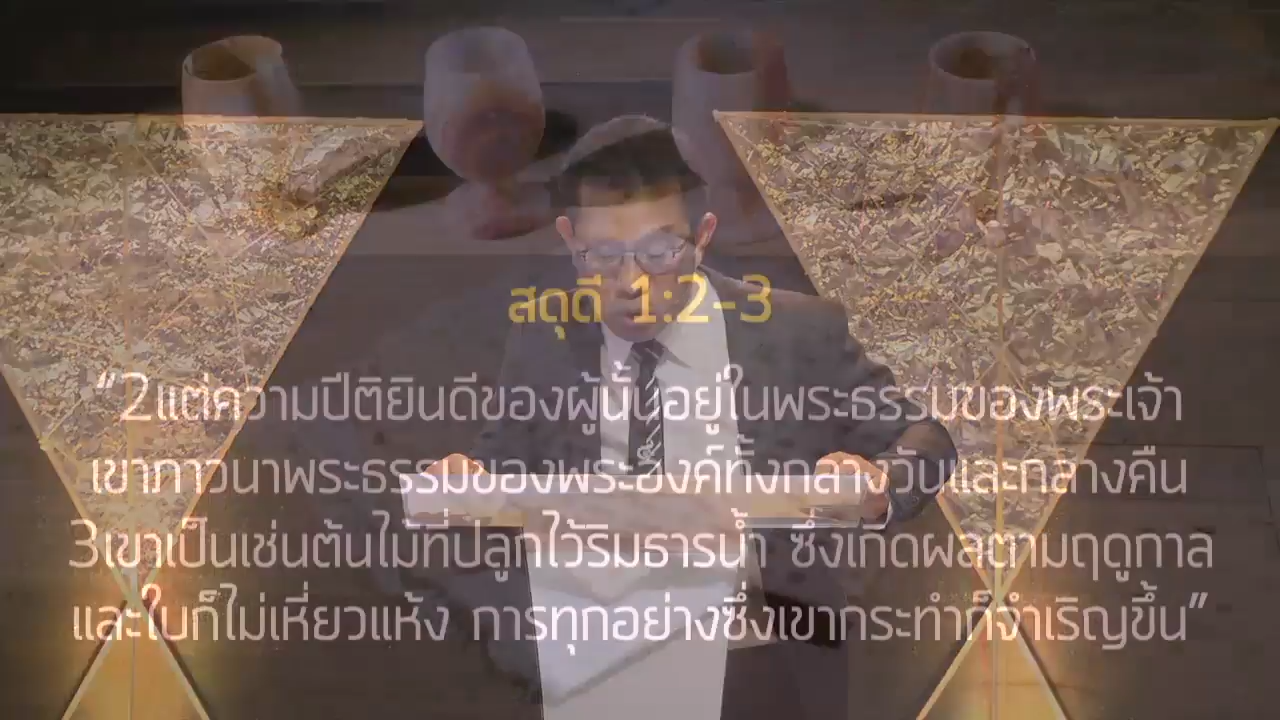 สดุดี 1:2-3
“2แต่ความปีติยินดีของผู้นั้นอยู่ในพระธรรมของพระเจ้า
เขาภาวนาพระธรรมของพระองค์ทั้งกลางวันและกลางคืน
3เขาเป็นเช่นต้นไม้ที่ปลูกไว้ริมธารน้ำ ซึ่งเกิดผลตามฤดูกาล
และใบก็ไม่เหี่ยวแห้ง การทุกอย่างซึ่งเขากระทำก็จำเริญขึ้น”